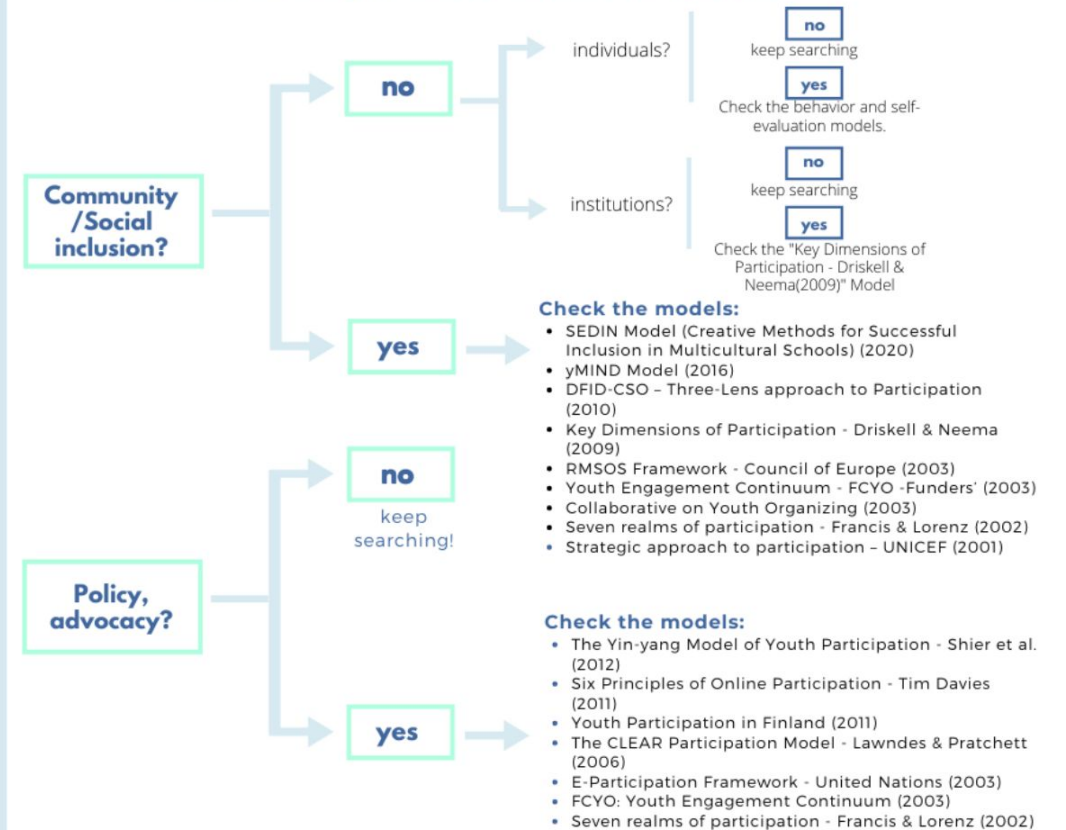 Community
/Social
inclusion?
no
individuals?
no
keep searching
yes
Check the behavior and self-
evaluation models.
institutions?
no
keep searching
yes
Check the "Key Dimensions of
Participation - Driskell &
Neema(2009)" Model
yes
Check the models:
• SEDIN Model (Creative Methods for Successful
Inclusion in Multicultural Schools) (2020)
• yMIND Model (2016)
• DFID-CSO – Three-Lens approach to Participation
(2010)
• Key Dimensions of Participation - Driskell & Neema
(2009)
• RMSOS Framework - Council of Europe (2003)
• Youth Engagement Continuum - FCYO -Funders’ (2003)
• Collaborative on Youth Organizing (2003)
• Seven realms of participation - Francis & Lorenz (2002)
• Strategic approach to participation – UNICEF (2001)
Policy,
advocacy?
no
keep
searching!
yes
Check the models:
• The Yin-yang Model of Youth Participation - Shier et al.
(2012)
• Six Principles of Online Participation - Tim Davies
(2011)
• Youth Participation in Finland (2011)
• The CLEAR Participation Model - Lawndes & Pratchett
(2006)
• E-Participation Framework - United Nations (2003)
• FCYO: Youth Engagement Continuum (2003)
• Seven realms of participation - Francis & Lorenz (2002)